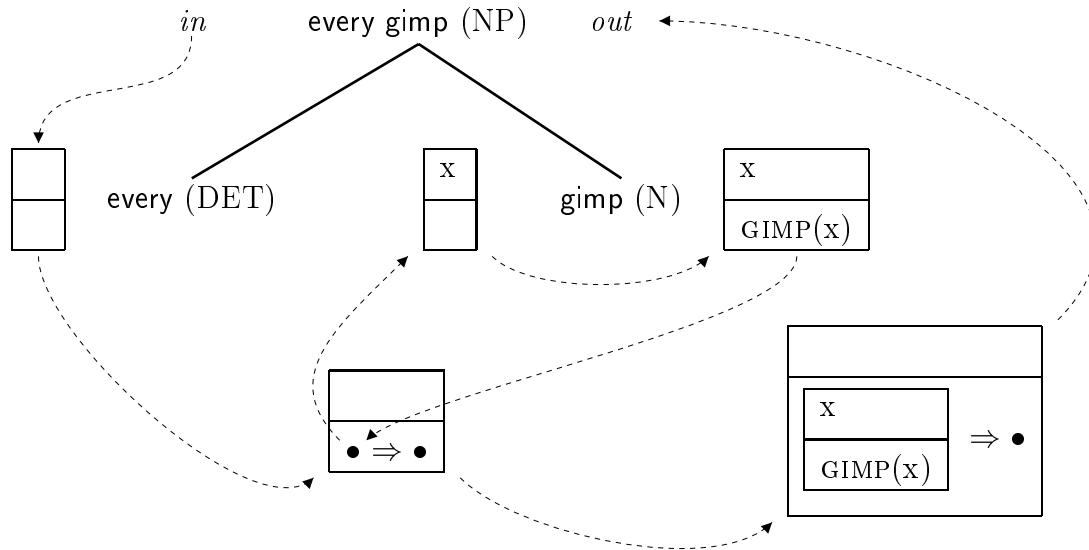 in every gimp (NP) out
x x
every (DET) gimp (N)
GIMP(x)
x
• ⇒ • ⇒ •
GIMP(x)